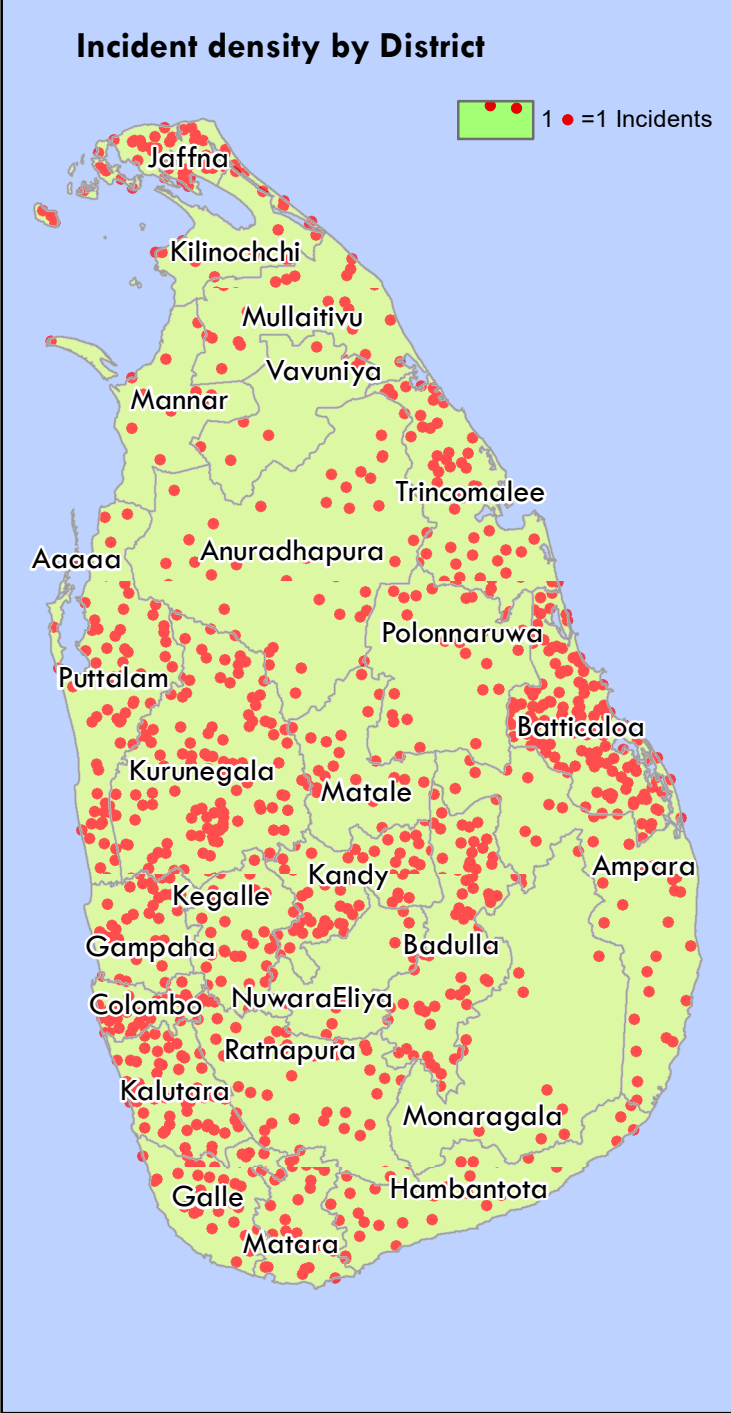 Incident density by District
1 =1 Incidents
Jaffna
Kilinochchi
Mullaitivu
Vavuniya
Mannar
Trincomalee
Aaaaa
Anuradhapura
Polonnaruwa
Puttalam
Batticaloa
Kurunegala
Matale
Ampara
Kandy
Kegalle
Gampaha
Badulla
NuwaraEliya
Colombo
Ratnapura
Kalutara
Monaragala
Hambantota
Galle
Matara